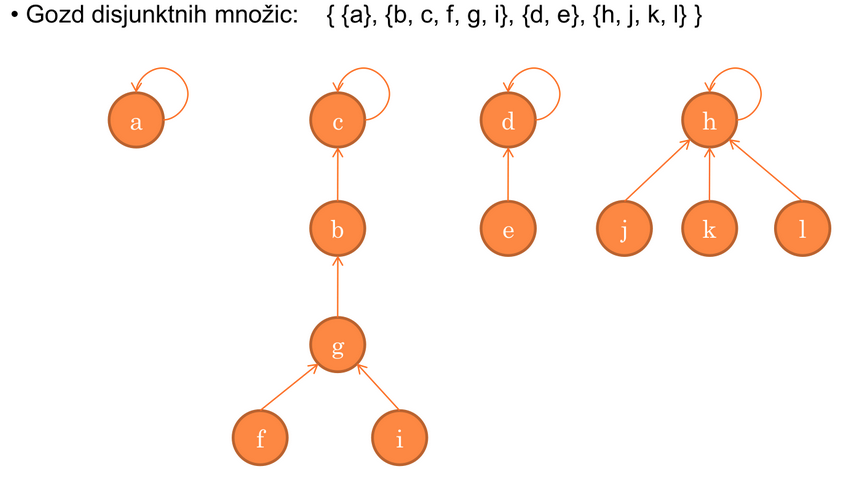 • Gozd disjunktnih množic: { {a}, {b, c, f, g, i}, {d, e}, {h, j, k, l} }
a c d h
b e j k l
g
f i